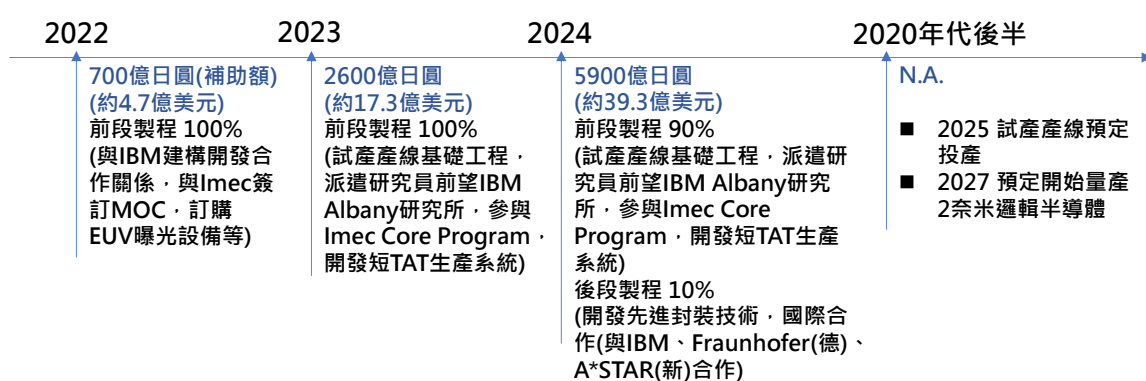 2022
700億日圓(補助額)
(約4.7億美元)
前段製程 100%
(與IBM建構開發合
作關係，與Imec簽
訂MOC，訂購
EUV曝光設備等)
2023
2600億日圓
(約17.3億美元)
前段製程 100%
(試產產線基礎工程，
派遣研究員前望IBM
Albany研究所，參與
Imec Core Program，
開發短TAT生產系統)
2024
5900億日圓
(約39.3億美元)
前段製程 90%
(試產產線基礎工程，派遣研
究員前望IBM Albany研究
所，參與Imec Core
Program，開發短TAT生產
系統)
後段製程 10%
(開發先進封裝技術，國際合
作(與IBM、Fraunhofer(德)、
A*STAR(新)合作)
2020年代後半
N.A.
■ 2025 試產產線預定
投產
■ 2027 預定開始量產
2奈米邏輯半導體